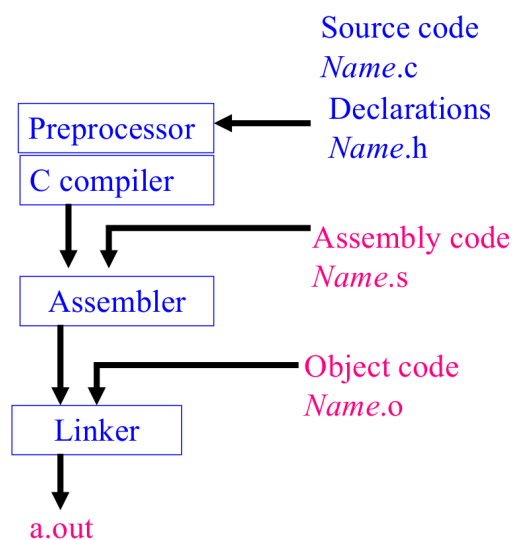 Source code
Name.c
Declarations
Name.h
Preprocessor
C compiler
Assembly code
Name.s
Assembler
Object code
Name.o
Linker
a.out